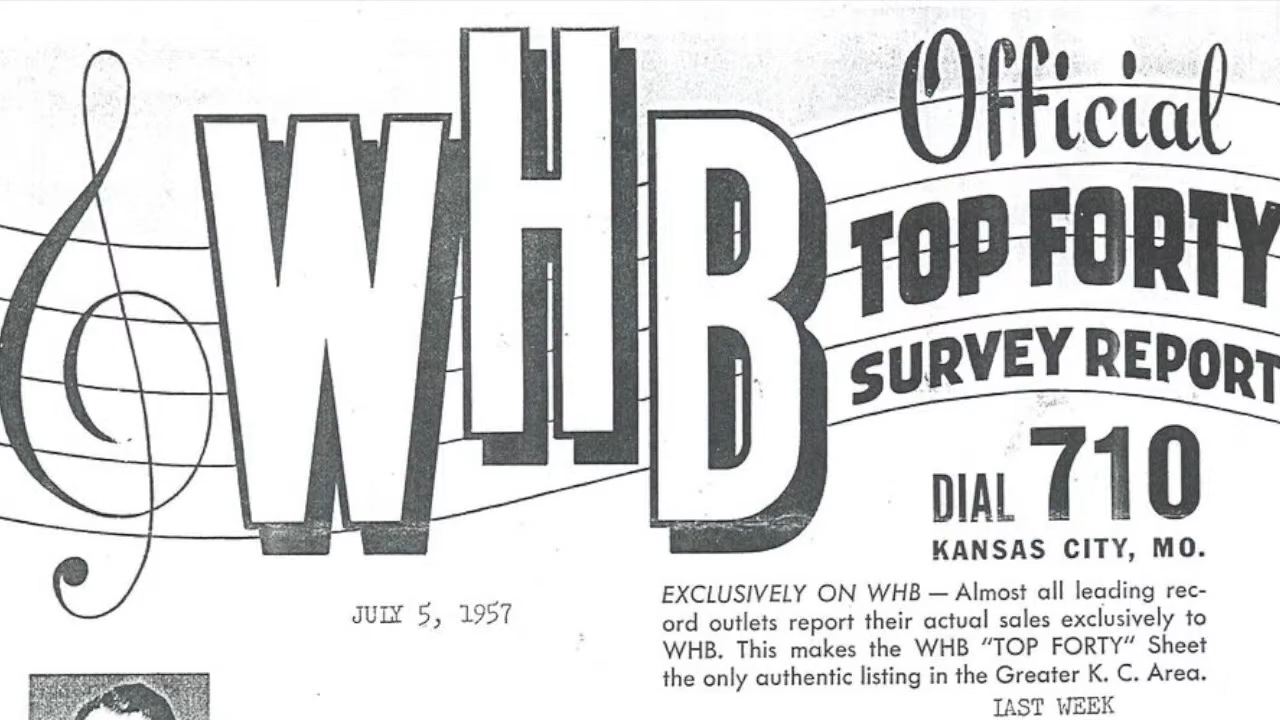 WHB
Official
TOP FORTY
SURVEY REPORT
DIAL 710
KANSAS CITY, MO.
EXCLUSIVELY ON WHB — Almost all leading rec-
ord outlets report their actual sales exclusively to
WHB. This makes the WHB "TOP FORTY" Sheet
the only authentic listing in the Greater K. C. Area.
JULY 5, 1957
LAST WEEK